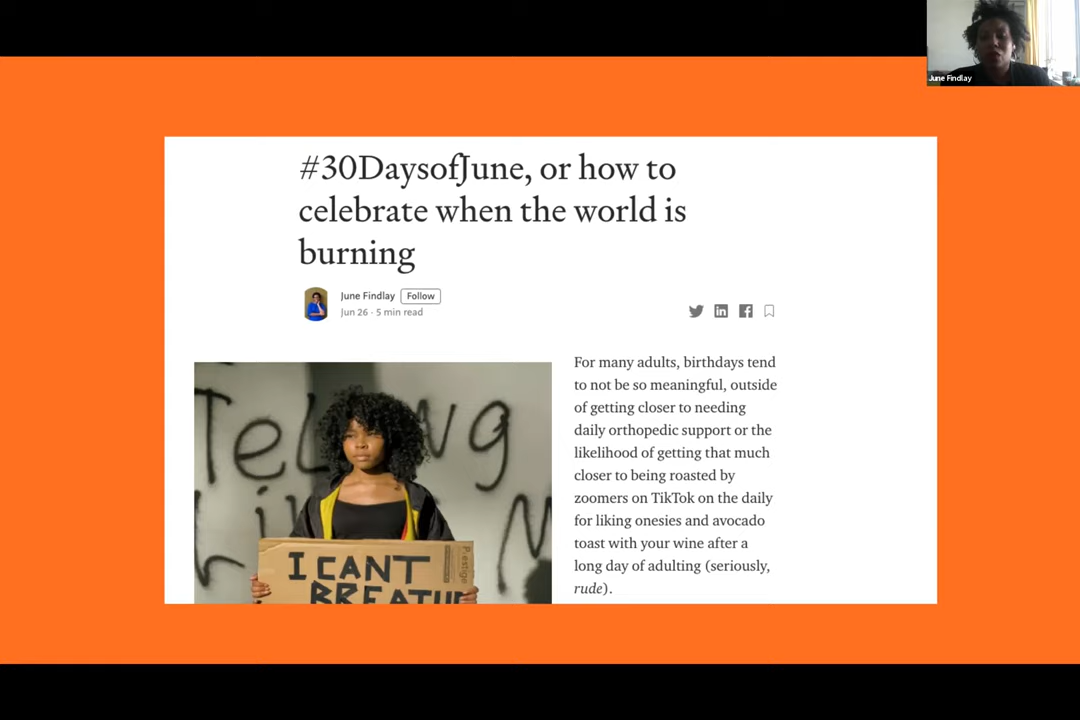 June Findlay
#30DaysofJune, or how to
celebrate when the world is
burning
June Findlay Follow
Jun 26 · 5 min read
For many adults, birthdays tend
to not be so meaningful, outside
of getting closer to needing
daily orthopedic support or the
likelihood of getting that much
closer to being roasted by
zoomers on TikTok on the daily
for liking onesies and avocado
toast with your wine after a
long day of adulting (seriously,
rude).
I CANT